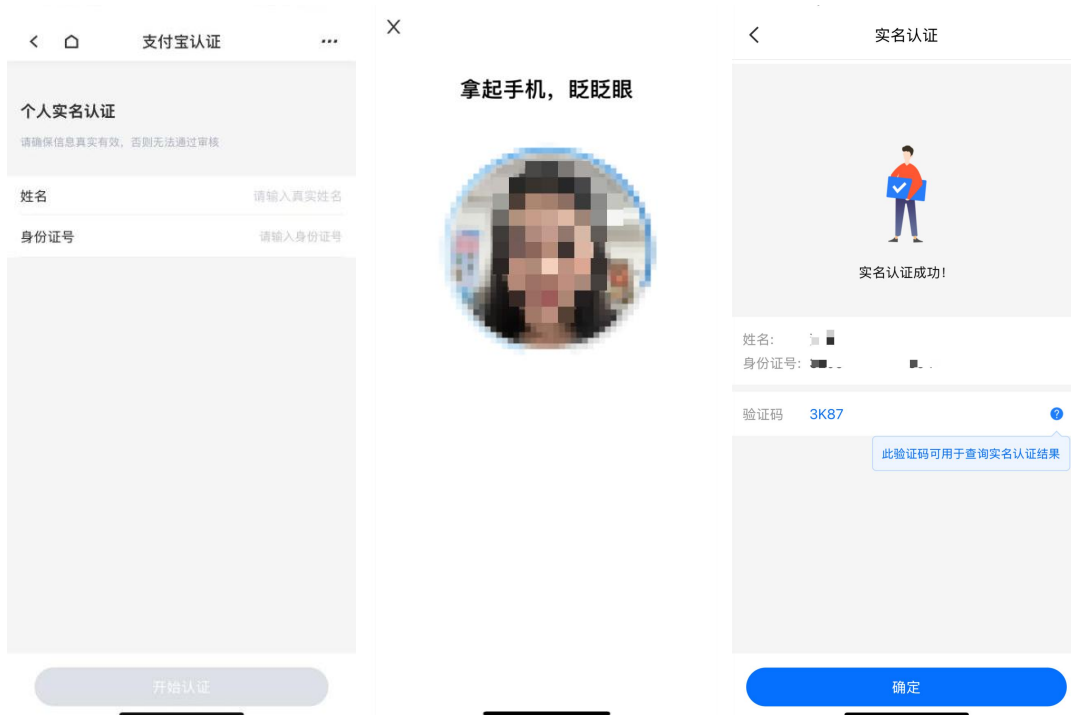 支付宝认证
个人实名认证
请确保信息真实有效，否则无法通过审核
姓名 请输入真实姓名
身份证号 请输入身份证号
开始认证
拿起手机，眨眨眼
实名认证
实名认证成功！
姓名:
身份证号:
验证码 3K87
此验证码可用于查询实名认证结果
确定